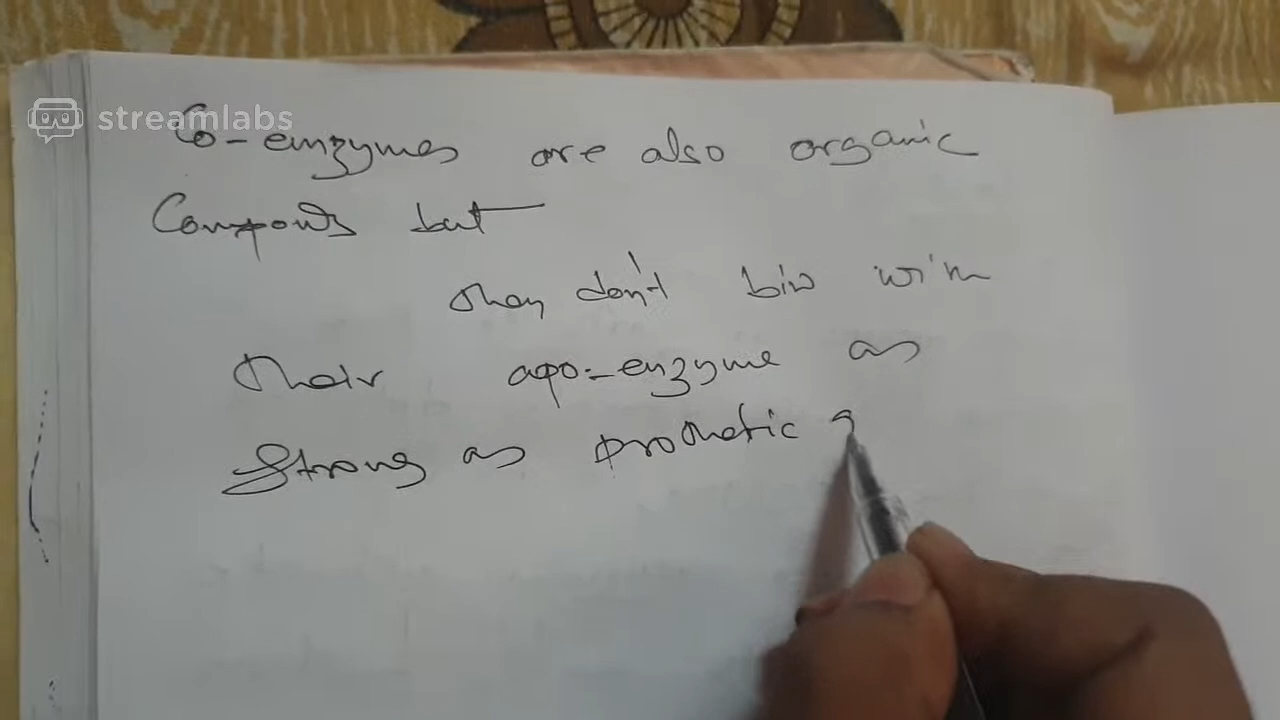 streamlabs
Co-enzymes are also organic
Compounds but
they don't bind with
their apo-enzyme as
strong as prosthetic